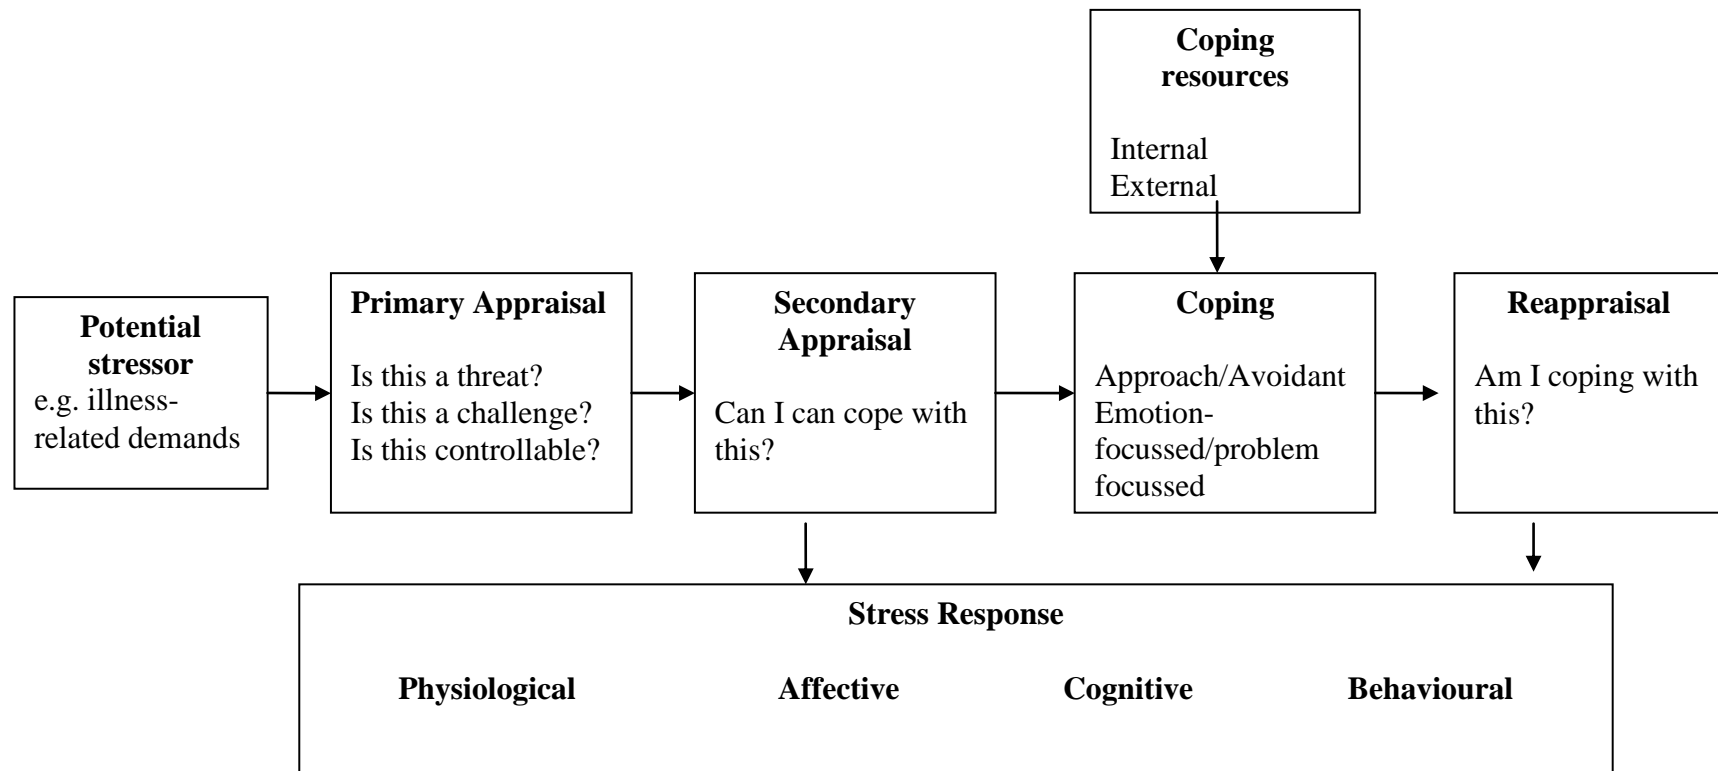 Coping
resources
Internal
External
Potential
stressor
e.g. illness-
related demands
Primary Appraisal
Is this a threat?
Is this a challenge?
Is this controllable?
Secondary
Appraisal
Can I can cope with
this?
Coping
Approach/Avoidant
Emotion-
focussed/problem
focussed
Reappraisal
Am I coping with
this?
Stress Response
Physiological Affective Cognitive Behavioural